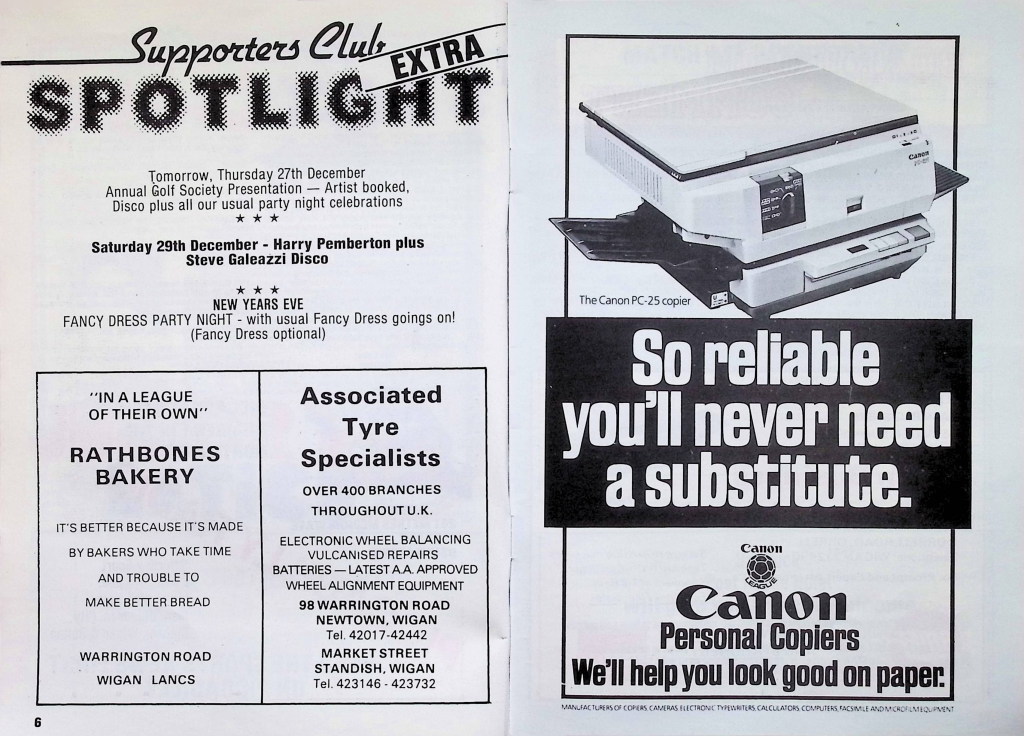 Supporters Club
EXTRA
SPOTLIGHT
Tomorrow, Thursday 27th December
Annual Golf Society Presentation — Artist booked,
Disco plus all our usual party night celebrations
★ ★ ★
Saturday 29th December - Harry Pemberton plus
Steve Galeazzi Disco
★ ★ ★
NEW YEARS EVE
FANCY DRESS PARTY NIGHT - with usual Fancy Dress goings on!
(Fancy Dress optional)
"IN A LEAGUE
OF THEIR OWN"
RATHBONES
BAKERY
IT'S BETTER BECAUSE IT'S MADE
BY BAKERS WHO TAKE TIME
AND TROUBLE TO
MAKE BETTER BREAD
WARRINGTON ROAD
WIGAN LANCS
Associated
Tyre
Specialists
OVER 400 BRANCHES
THROUGHOUT U.K.
ELECTRONIC WHEEL BALANCING
VULCANISED REPAIRS
BATTERIES — LATEST A.A. APPROVED
WHEEL ALIGNMENT EQUIPMENT
98 WARRINGTON ROAD
NEWTOWN, WIGAN
Tel. 42017-42442
MARKET STREET
STANDISH, WIGAN
Tel. 423146 - 423732
6
Canon
The Canon PC-25 copier
So reliable
you'll never need
a substitute.
Canon
LEAGUE
Canon
Personal Copiers
We'll help you look good on paper.
MANUFACTURERS OF COPIERS, CAMERAS, ELECTRONIC TYPEWRITERS, CALCULATORS, COMPUTERS, FACSIMILE AND MICROFILM EQUIPMENT